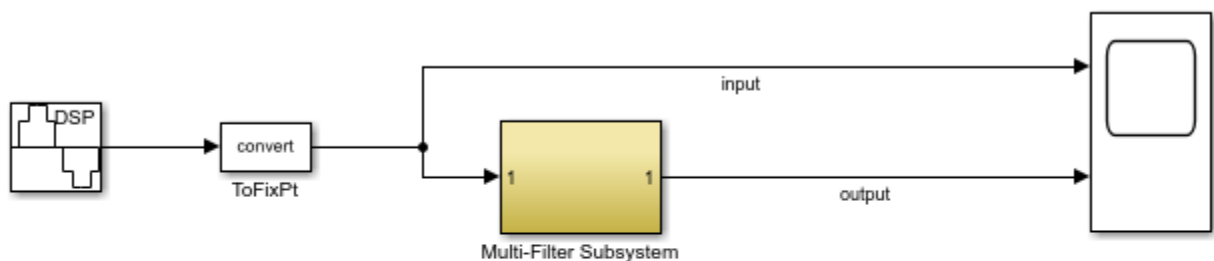 DSP
convert
ToFixPt
input
1 1
output
Multi-Filter Subsystem